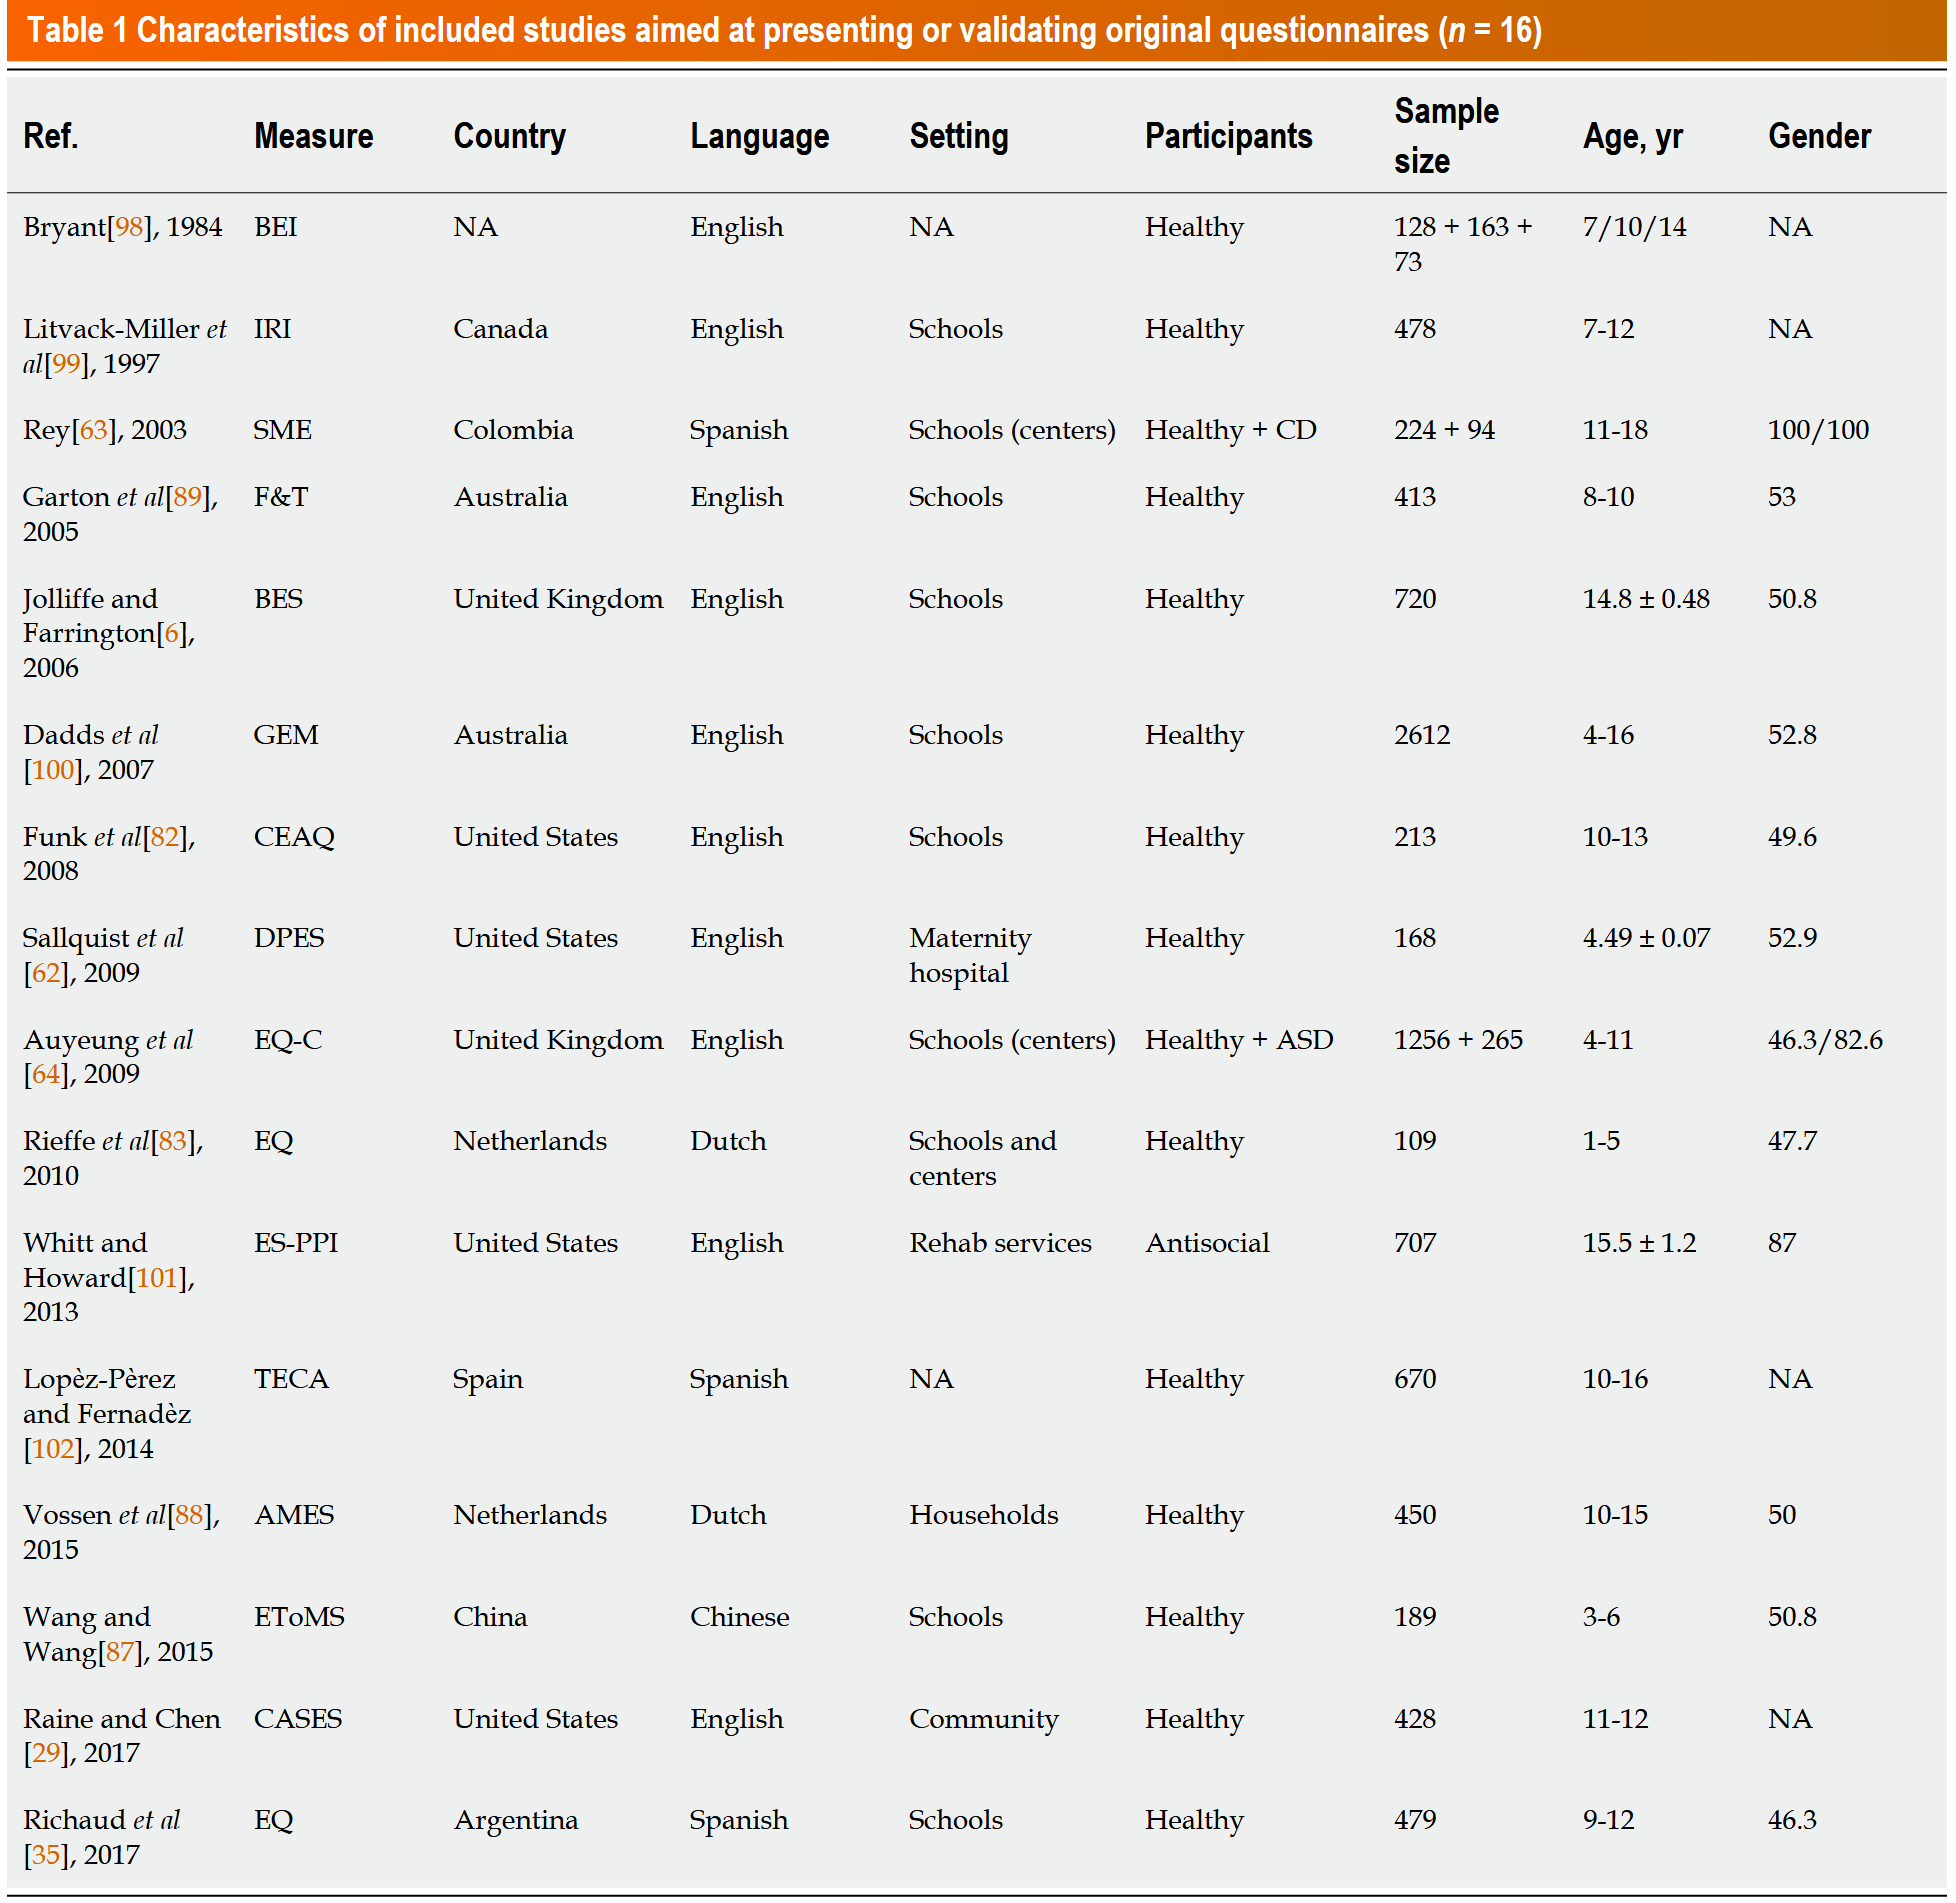 Table 1 Characteristics of included studies aimed at presenting or validating original questionnaires (n = 16)
Ref. Measure Country Language Setting Participants Sample size Age, yr Gender
Bryant[98], 1984 BEI NA English NA Healthy 128 + 163 + 7/10/14 NA
73
Litvack-Miller et IRI Canada English Schools Healthy 478 7-12 NA
al[99], 1997
Rey[63], 2003 SME Colombia Spanish Schools (centers) Healthy + CD 224 + 94 11-18 100/100
Garton et al[89], F&T Australia English Schools Healthy 413 8-10 53
2005
Jolliffe and BES United Kingdom English Schools Healthy 720 14.8 ± 0.48 50.8
Farrington[6],
2006
Dadds et al GEM Australia English Schools Healthy 2612 4-16 52.8
[100], 2007
Funk et al[82], CEAQ United States English Schools Healthy 213 10-13 49.6
2008
Sallquist et al DPES United States English Maternity Healthy 168 4.49 ± 0.07 52.9
[62], 2009 hospital
Auyeung et al EQ-C United Kingdom English Schools (centers) Healthy + ASD 1256 + 265 4-11 46.3/82.6
[64], 2009
Rieffe et al[83], EQ Netherlands Dutch Schools and Healthy 109 1-5 47.7
2010 centers
Whitt and ES-PPI United States English Rehab services Antisocial 707 15.5 ± 1.2 87
Howard[101],
2013
Lopèz-Pèrez TECA Spain Spanish NA Healthy 670 10-16 NA
and Fernadèz
[102], 2014
Vossen et al[88], AMES Netherlands Dutch Households Healthy 450 10-15 50
2015
Wang and EToMS China Chinese Schools Healthy 189 3-6 50.8
Wang[87], 2015
Raine and Chen CASES United States English Community Healthy 428 11-12 NA
[29], 2017
Richaud et al EQ Argentina Spanish Schools Healthy 479 9-12 46.3
[35], 2017